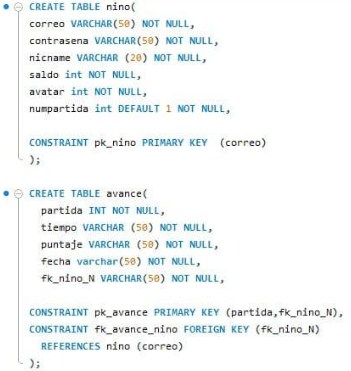 CREATE TABLE nino(
correo VARCHAR(50) NOT NULL,
contrasena VARCHAR(50) NOT NULL,
nicname VARCHAR (20) NOT NULL,
saldo int NOT NULL,
avatar int NOT NULL,
numpartida int DEFAULT 1 NOT NULL,
CONSTRAINT pk_nino PRIMARY KEY (correo)
);
CREATE TABLE avance(
partida INT NOT NULL,
tiempo VARCHAR (50) NOT NULL,
puntaje VARCHAR (50) NOT NULL,
fecha varchar(50) NOT NULL,
fk_nino_N VARCHAR(50) NOT NULL,
CONSTRAINT pk_avance PRIMARY KEY (partida,fk_nino_N),
CONSTRAINT fk_avance_nino FOREIGN KEY (fk_nino_N)
REFERENCES nino (correo)
);